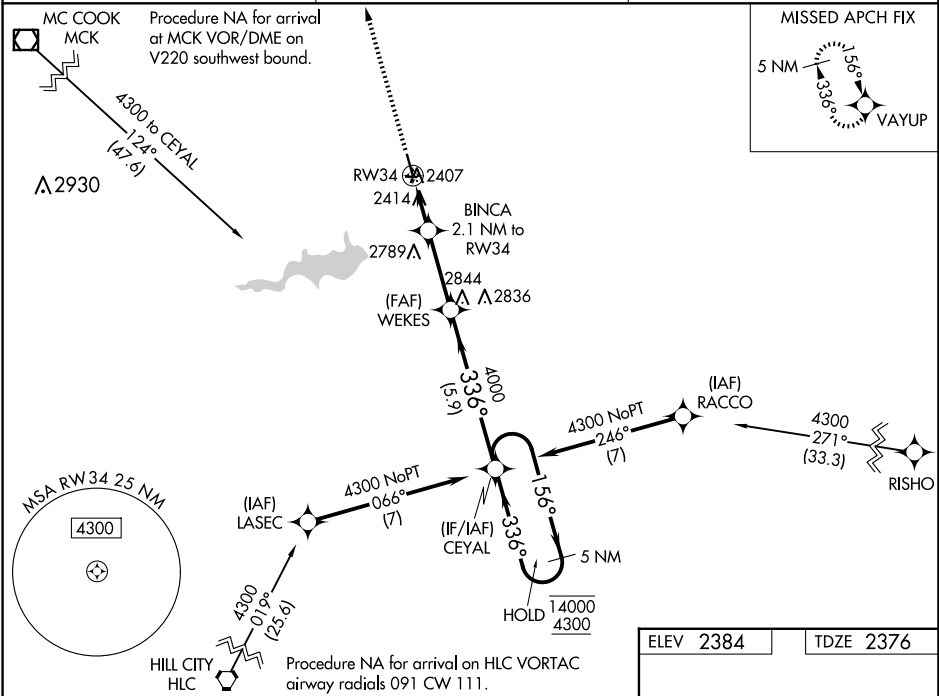 MC COOK
MCK
Procedure NA for arrival
at MCK VOR/DME on
V220 southwest bound.
MISSED APCH FIX
5 NM
156°
336°
VAYUP
4300 to CEYAL
124°
(47.6)
2930
RW34
2407
2414
BINCA
2.1 NM to
RW34
2789
2844
2836
(FAF)
WEKES
4000
336°
(5.9)
(IAF)
RACCO
4300 NoPT
246°
(7)
4300
271°
(33.3)
RISHO
MSA RW34 25 NM
4300
(IAF)
LASEC
4300 NoPT
066°
(7)
(IF/IAF)
CEYAL
156°
336°
5 NM
HOLD
14000
4300
4300
019°
(25.6)
HILL CITY
HLC
Procedure NA for arrival on HLC VORTAC
airway radials 091 CW 111.
ELEV 2384
TDZE 2376